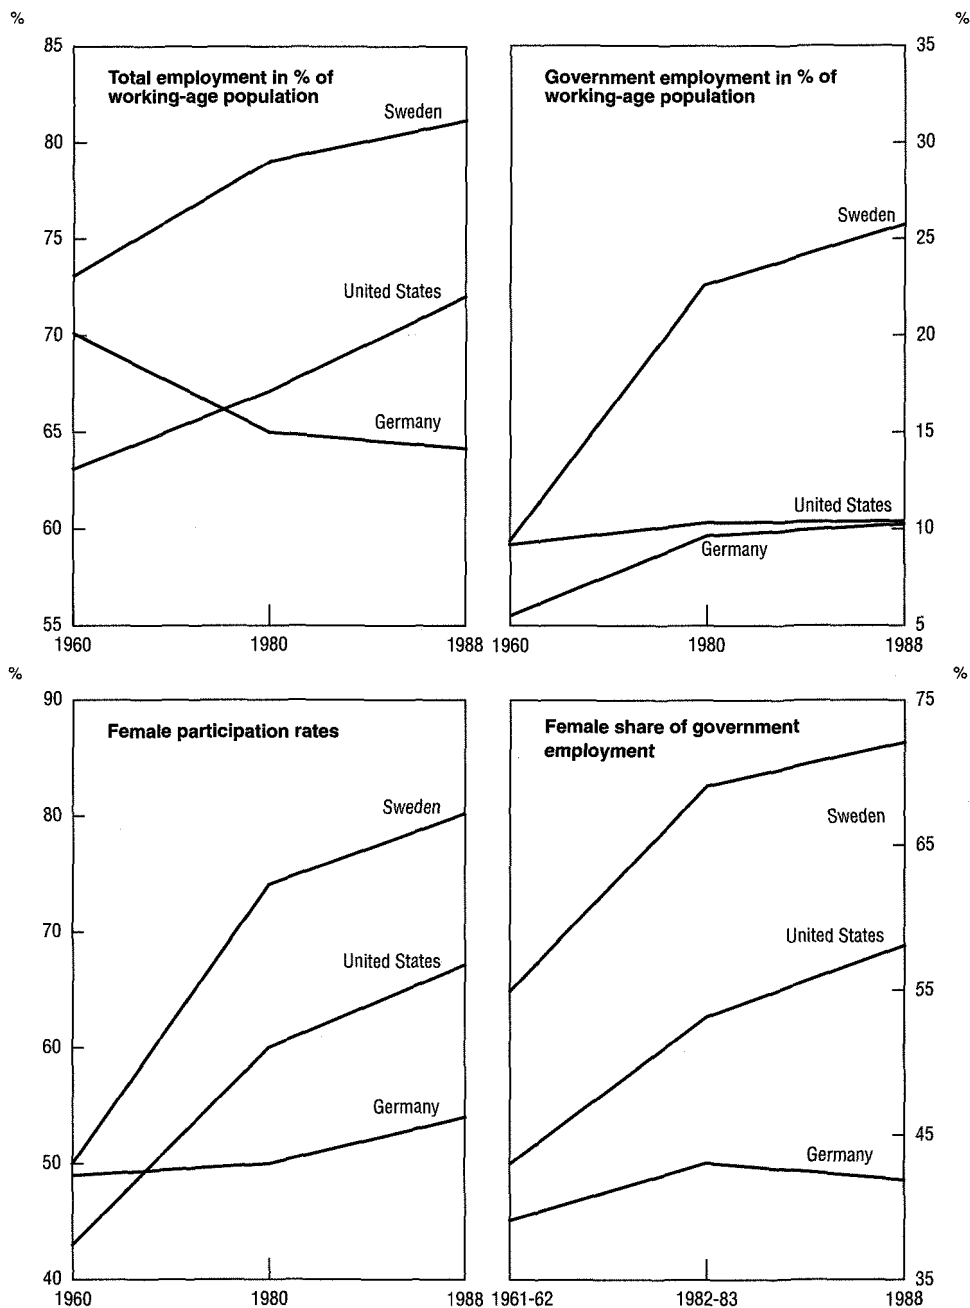 %
85
80
75
70
65
60
55
Total employment in % of
working-age population
Sweden
United States
Germany
1960
1980
1988
%
35
30
25
20
15
10
5
Government employment in % of
working-age population
Sweden
United States
Germany
1960
1980
1988
%
90
80
70
60
50
40
Female participation rates
Sweden
United States
Germany
1960
1980
1988
%
75
65
55
45
35
Female share of government
employment
Sweden
United States
Germany
1961-62
1982-83
1988